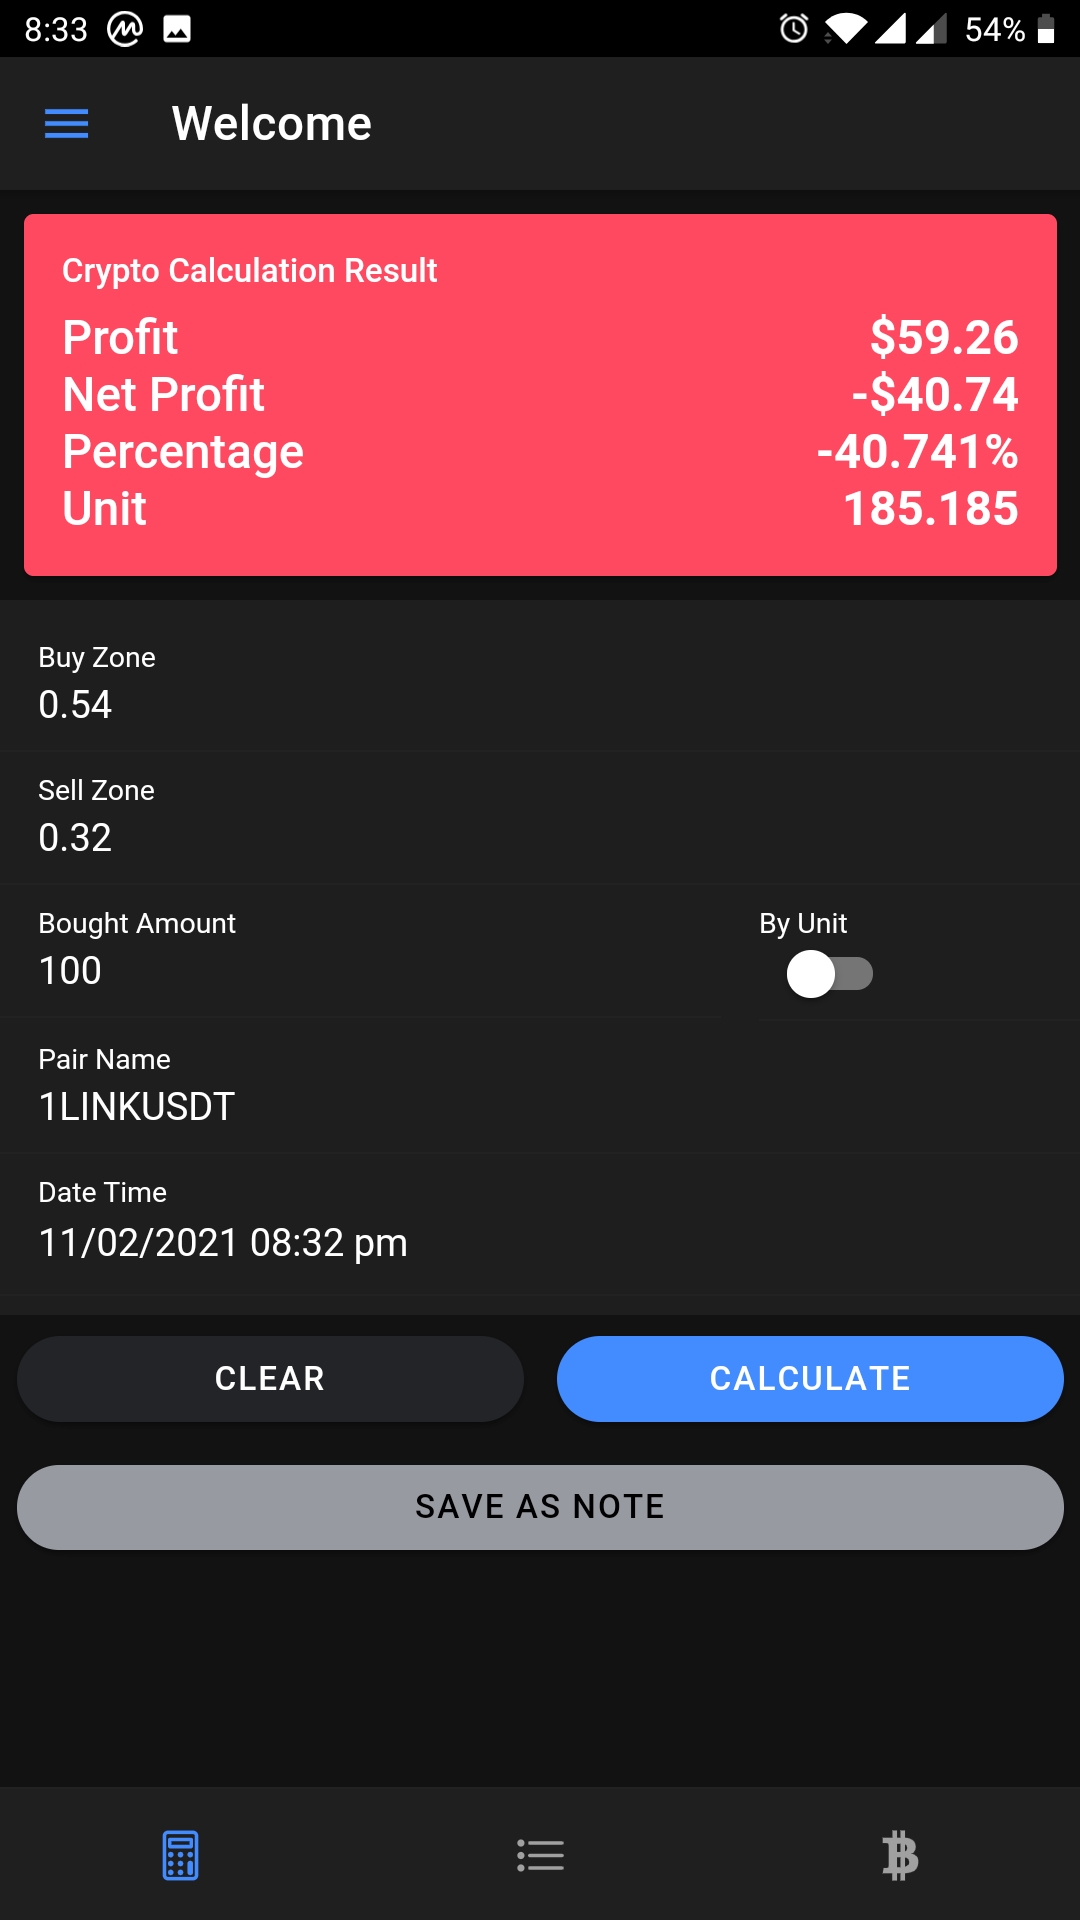 8:33 54%
Welcome
Crypto Calculation Result
Profit $59.26
Net Profit -$40.74
Percentage -40.741%
Unit 185.185
Buy Zone
0.54
Sell Zone
0.32
Bought Amount By Unit
100
Pair Name
1LINKUSDT
Date Time
11/02/2021 08:32 pm
CLEAR CALCULATE
SAVE AS NOTE